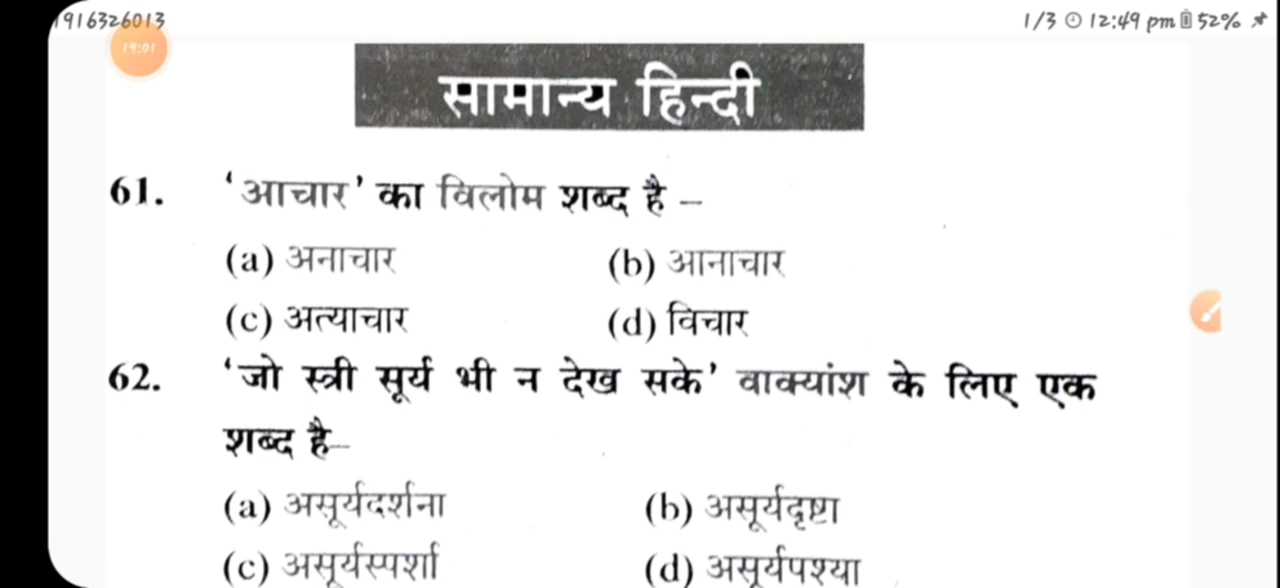 1916326013
1/3 12:49 pm 52%
19:01
सामान्य हिन्दी
61. 'आचार' का विलोम शब्द है –
(a) अनाचार (b) आनाचार
(c) अत्याचार (d) विचार
62. 'जो स्त्री सूर्य भी न देख सके' वाक्यांश के लिए एक
शब्द है–
(a) असूर्यदर्शना (b) असूर्यदृष्टा
(c) असूर्यस्पर्शा (d) असूर्यपश्या